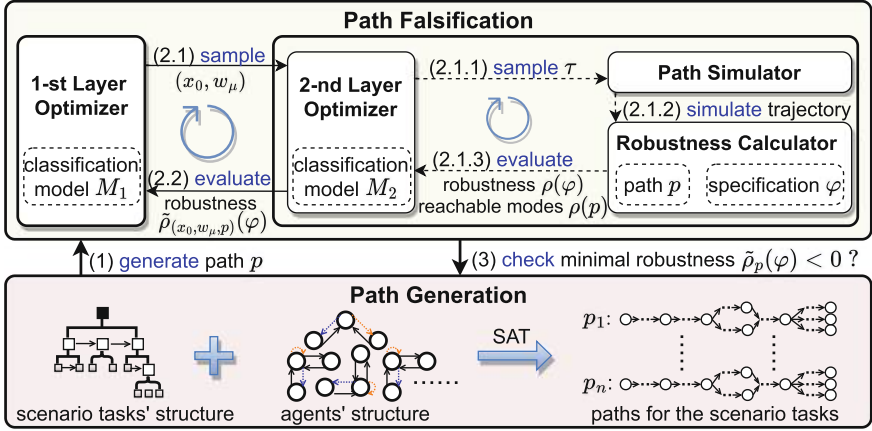 Path Falsification
1-st Layer
Optimizer
classification
model M₁
(2.1) sample
(x₀, w_μ)
(2.2) evaluate
robustness
ρ̃_(x₀,w_μ,p)(φ)
2-nd Layer
Optimizer
classification
model M₂
(2.1.1) sample τ
(2.1.3) evaluate
robustness ρ(φ)
reachable modes ρ(p)
Path Simulator
(2.1.2) simulate trajectory
Robustness Calculator
path p
specification φ
(1) generate path p
(3) check minimal robustness ρ̃_p(φ) < 0 ?
Path Generation
scenario tasks' structure
agents' structure
SAT
p₁:
pₙ:
paths for the scenario tasks